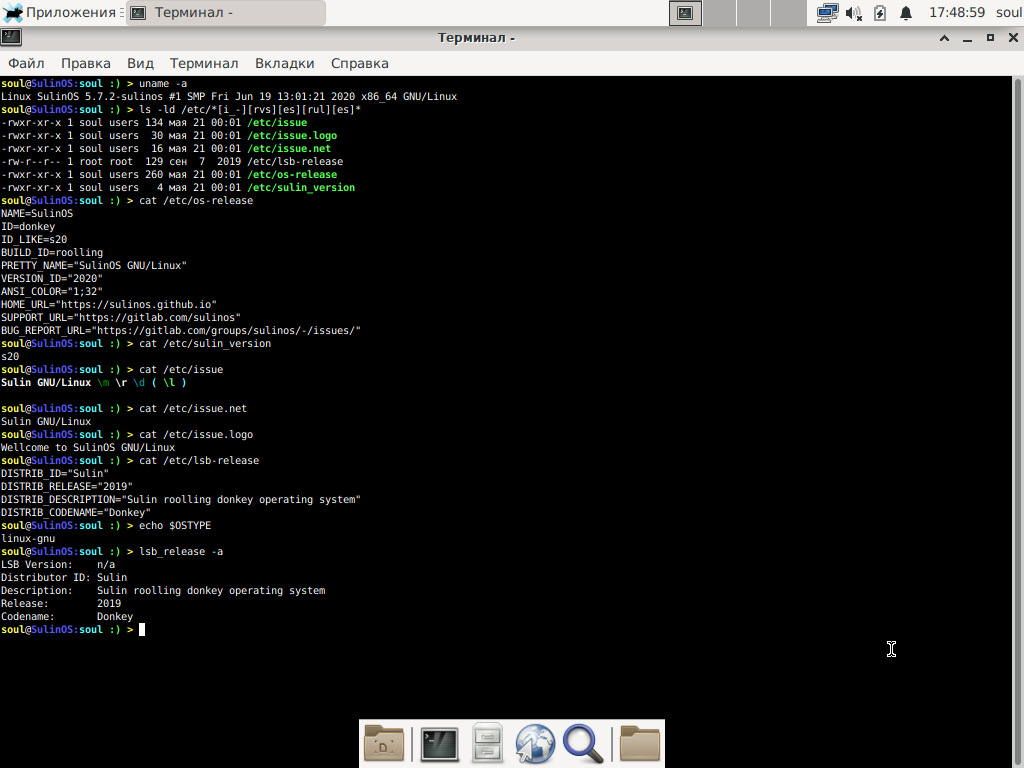 Приложения Терминал - 17:48:59 soul
Терминал -
Файл Правка Вид Терминал Вкладки Справка
soul@SulinOS:soul :) > uname -a
Linux SulinOS 5.7.2-sulinos #1 SMP Fri Jun 19 13:01:21 2020 x86_64 GNU/Linux
soul@SulinOS:soul :) > ls -ld /etc/*[i_-][rvs][es][rul][es]*
-rwxr-xr-x 1 soul users 134 мая 21 00:01 /etc/issue
-rwxr-xr-x 1 soul users  30 мая 21 00:01 /etc/issue.logo
-rwxr-xr-x 1 soul users  16 мая 21 00:01 /etc/issue.net
-rw-r--r-- 1 root root  129 сен  7  2019 /etc/lsb-release
-rwxr-xr-x 1 soul users 260 мая 21 00:01 /etc/os-release
-rwxr-xr-x 1 soul users   4 мая 21 00:01 /etc/sulin_version
soul@SulinOS:soul :) > cat /etc/os-release
NAME=SulinOS
ID=donkey
ID_LIKE=s20
BUILD_ID=roolling
PRETTY_NAME="SulinOS GNU/Linux"
VERSION_ID="2020"
ANSI_COLOR="1;32"
HOME_URL="https://sulinos.github.io"
SUPPORT_URL="https://gitlab.com/sulinos"
BUG_REPORT_URL="https://gitlab.com/groups/sulinos/-/issues/"
soul@SulinOS:soul :) > cat /etc/sulin_version
s20
soul@SulinOS:soul :) > cat /etc/issue
Sulin GNU/Linux \m \r \d ( \l )
soul@SulinOS:soul :) > cat /etc/issue.net
Sulin GNU/Linux
soul@SulinOS:soul :) > cat /etc/issue.logo
Wellcome to SulinOS GNU/Linux
soul@SulinOS:soul :) > cat /etc/lsb-release
DISTRIB_ID="Sulin"
DISTRIB_RELEASE="2019"
DISTRIB_DESCRIPTION="Sulin roolling donkey operating system"
DISTRIB_CODENAME="Donkey"
soul@SulinOS:soul :) > echo $OSTYPE
linux-gnu
soul@SulinOS:soul :) > lsb_release -a
LSB Version:    n/a
Distributor ID: Sulin
Description:    Sulin roolling donkey operating system
Release:        2019
Codename:       Donkey
soul@SulinOS:soul :) >
D